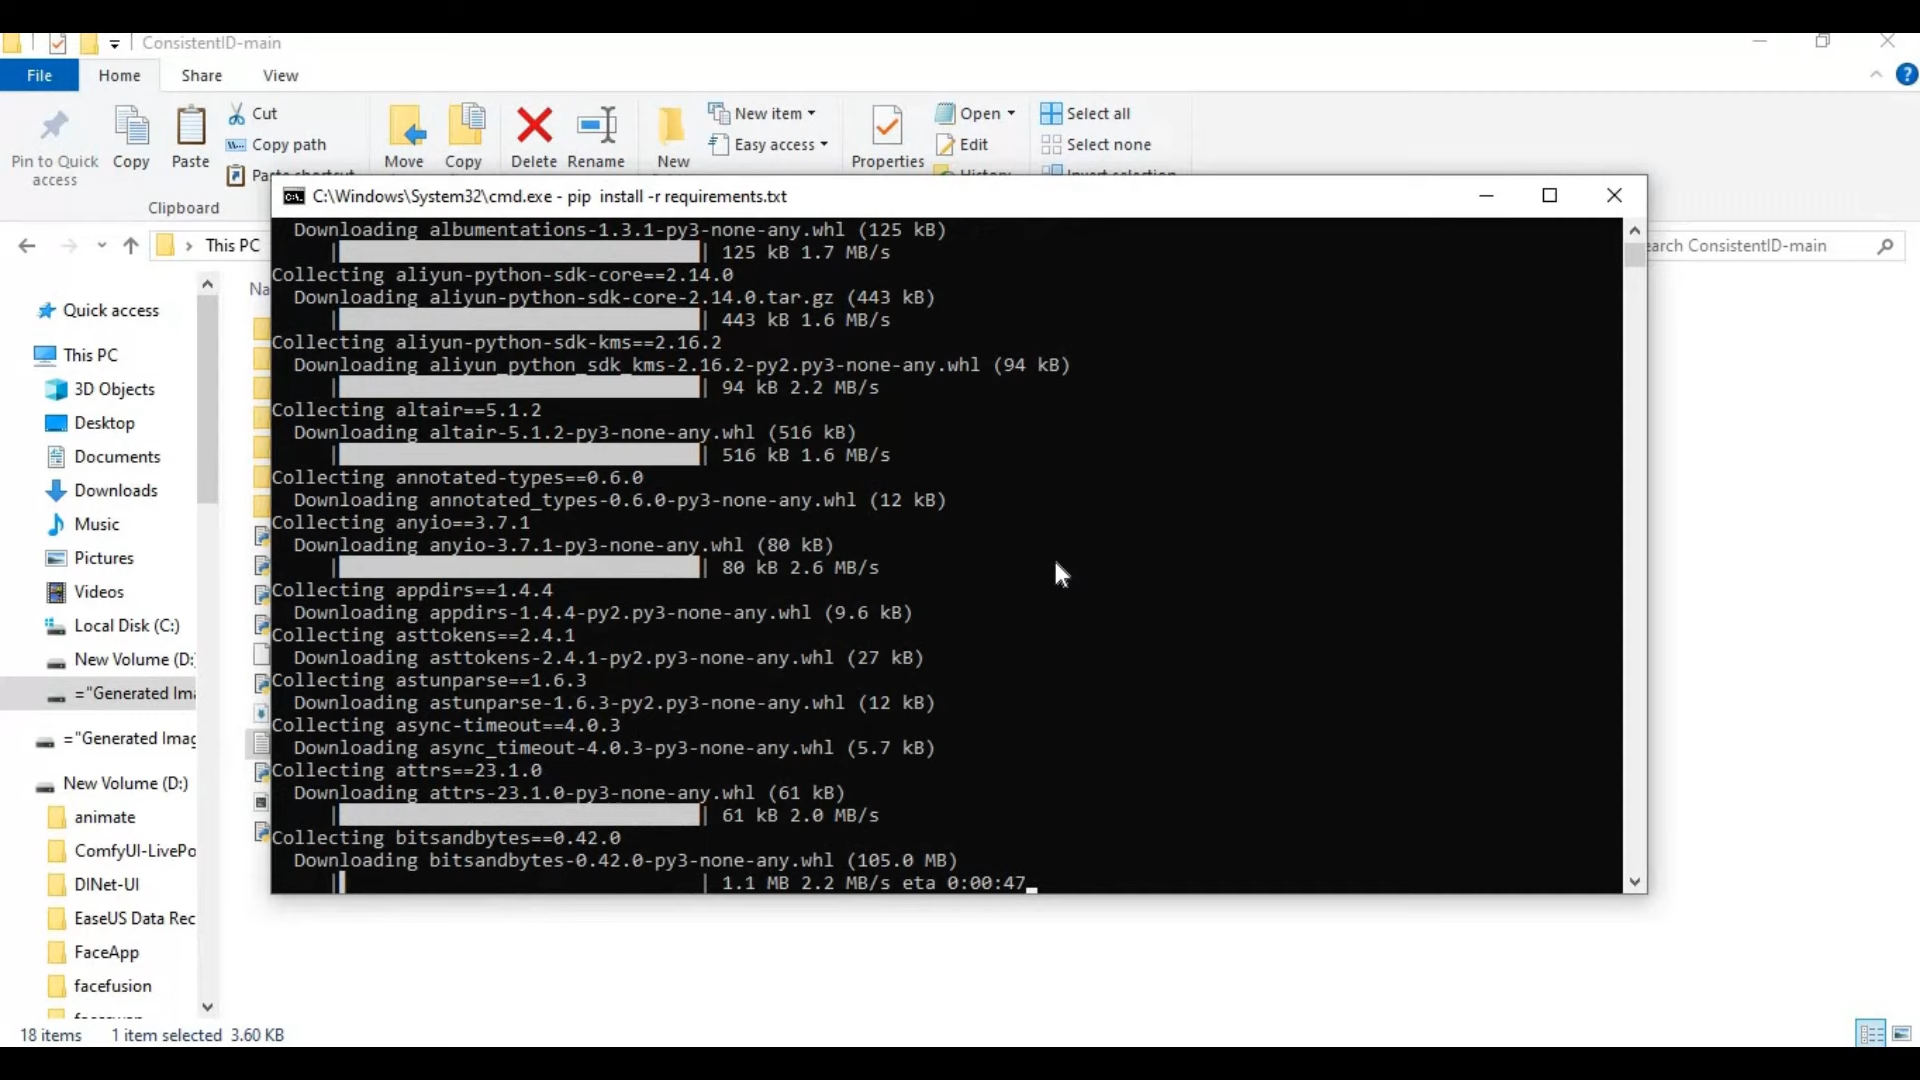 ConsistentID-main
File Home Share View
Pin to Quick access
Copy
Paste
Cut
Copy path
Paste shortcut
Move
Copy
Delete
Rename
New
New item
Easy access
Properties
Open
Edit
History
Select all
Select none
Invert selection
Clipboard
This PC
earch ConsistentID-main
C:\Windows\System32\cmd.exe - pip  install -r requirements.txt
Na
Quick access
This PC
3D Objects
Desktop
Documents
Downloads
Music
Pictures
Videos
Local Disk (C:)
New Volume (D:
="Generated Ima
="Generated Imag
New Volume (D:)
animate
ComfyUI-LivePo
DINet-UI
EaseUS Data Rec
FaceApp
facefusion
Downloading albumentations-1.3.1-py3-none-any.whl (125 kB)
| | 125 kB 1.7 MB/s
Collecting aliyun-python-sdk-core==2.14.0
Downloading aliyun-python-sdk-core-2.14.0.tar.gz (443 kB)
| | 443 kB 1.6 MB/s
Collecting aliyun-python-sdk-kms==2.16.2
Downloading aliyun_python_sdk_kms-2.16.2-py2.py3-none-any.whl (94 kB)
| | 94 kB 2.2 MB/s
Collecting altair==5.1.2
Downloading altair-5.1.2-py3-none-any.whl (516 kB)
| | 516 kB 1.6 MB/s
Collecting annotated-types==0.6.0
Downloading annotated_types-0.6.0-py3-none-any.whl (12 kB)
Collecting anyio==3.7.1
Downloading anyio-3.7.1-py3-none-any.whl (80 kB)
| | 80 kB 2.6 MB/s
Collecting appdirs==1.4.4
Downloading appdirs-1.4.4-py2.py3-none-any.whl (9.6 kB)
Collecting asttokens==2.4.1
Downloading asttokens-2.4.1-py2.py3-none-any.whl (27 kB)
Collecting astunparse==1.6.3
Downloading astunparse-1.6.3-py2.py3-none-any.whl (12 kB)
Collecting async-timeout==4.0.3
Downloading async_timeout-4.0.3-py3-none-any.whl (5.7 kB)
Collecting attrs==23.1.0
Downloading attrs-23.1.0-py3-none-any.whl (61 kB)
| | 61 kB 2.0 MB/s
Collecting bitsandbytes==0.42.0
Downloading bitsandbytes-0.42.0-py3-none-any.whl (105.0 MB)
| | 1.1 MB 2.2 MB/s eta 0:00:47
18 items 1 item selected 3.60 KB